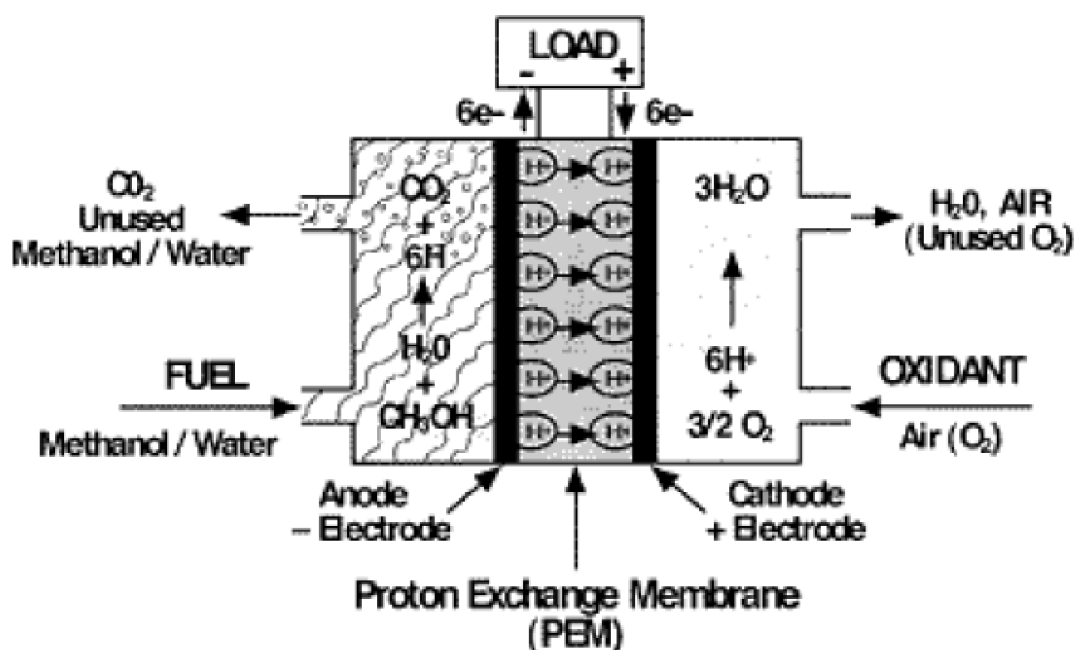 LOAD
- +
6e- 6e-
CO₂
Unused
Methanol / Water
CO₂
+
6H
H₂0
+
CH₃OH
FUEL
Methanol / Water
H+ H+
H+ H+
H+ H+
H+ H+
H+ H+
H+ H+
3H₂O
6H+
+
3/2 O₂
H₂0, AIR
(Unused O₂)
OXIDANT
Air (O₂)
Anode
– Electrode
Cathode
+ Electrode
Proton Exchange Membrane
(PEM)